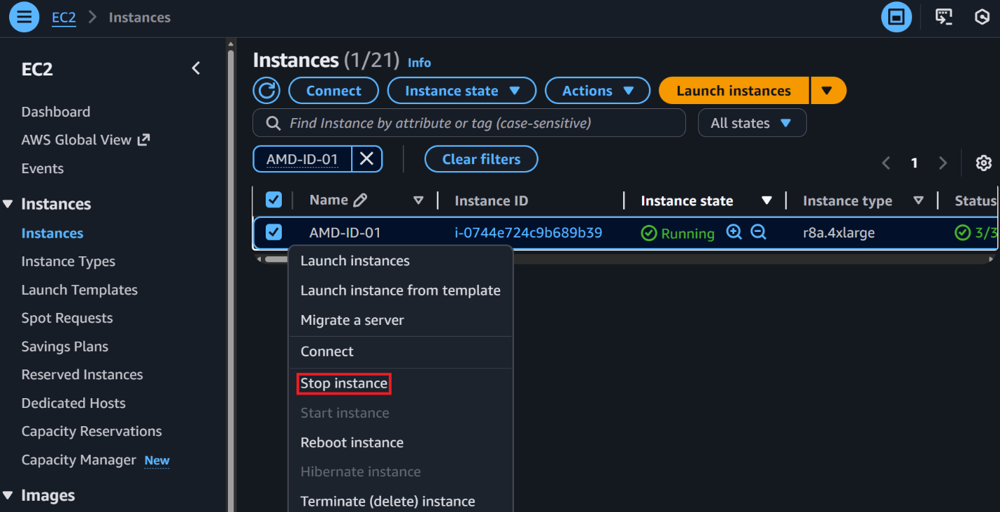 EC2 > Instances
EC2
Dashboard
AWS Global View
Events
Instances
Instances
Instance Types
Launch Templates
Spot Requests
Savings Plans
Reserved Instances
Dedicated Hosts
Capacity Reservations
Capacity Manager New
Images
Instances (1/21) Info
Connect Instance state Actions Launch instances
Find Instance by attribute or tag (case-sensitive) All states
AMD-ID-01 Clear filters 1
Name Instance ID Instance state Instance type Status
AMD-ID-01 i-0744e724c9b689b39 Running r8a.4xlarge 3/3
Launch instances
Launch instance from template
Migrate a server
Connect
Stop instance
Start instance
Reboot instance
Hibernate instance
Terminate (delete) instance